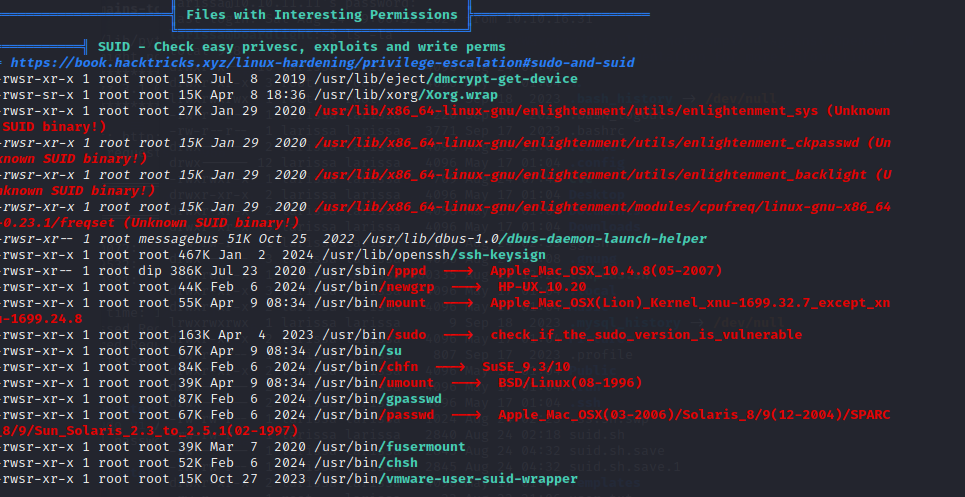 Files with Interesting Permissions
SUID - Check easy privesc, exploits and write perms
https://book.hacktricks.xyz/linux-hardening/privilege-escalation#sudo-and-suid
-rwsr-xr-x 1 root root 15K Jul  8  2019 /usr/lib/eject/dmcrypt-get-device
-rwsr-sr-x 1 root root 15K Apr  8 18:36 /usr/lib/xorg/Xorg.wrap
-rwsr-xr-x 1 root root 27K Jan 29  2020 /usr/lib/x86_64-linux-gnu/enlightenment/utils/enlightenment_sys (Unknown
SUID binary!)
-rwsr-xr-x 1 root root 15K Jan 29  2020 /usr/lib/x86_64-linux-gnu/enlightenment/utils/enlightenment_ckpasswd (Un
known SUID binary!)
-rwsr-xr-x 1 root root 15K Jan 29  2020 /usr/lib/x86_64-linux-gnu/enlightenment/utils/enlightenment_backlight (U
nknown SUID binary!)
-rwsr-xr-x 1 root root 15K Jan 29  2020 /usr/lib/x86_64-linux-gnu/enlightenment/modules/cpufreq/linux-gnu-x86_64
-0.23.1/freqset (Unknown SUID binary!)
-rwsr-xr-- 1 root messagebus 51K Oct 25  2022 /usr/lib/dbus-1.0/dbus-daemon-launch-helper
-rwsr-xr-x 1 root root 467K Jan  2  2024 /usr/lib/openssh/ssh-keysign
-rwsr-xr-- 1 root dip 386K Jul 23  2020 /usr/sbin/pppd  --->  Apple_Mac_OSX_10.4.8(05-2007)
-rwsr-xr-x 1 root root 44K Feb  6  2024 /usr/bin/newgrp  --->  HP-UX_10.20
-rwsr-xr-x 1 root root 55K Apr  9 08:34 /usr/bin/mount  --->  Apple_Mac_OSX(Lion)_Kernel_xnu-1699.32.7_except_xn
u-1699.24.8
-rwsr-xr-x 1 root root 163K Apr  4  2023 /usr/bin/sudo  --->  check_if_the_sudo_version_is_vulnerable
-rwsr-xr-x 1 root root 67K Apr  9 08:34 /usr/bin/su
-rwsr-xr-x 1 root root 84K Feb  6  2024 /usr/bin/chfn  --->  SuSE_9.3/10
-rwsr-xr-x 1 root root 39K Apr  9 08:34 /usr/bin/umount  --->  BSD/Linux(08-1996)
-rwsr-xr-x 1 root root 87K Feb  6  2024 /usr/bin/gpasswd
-rwsr-xr-x 1 root root 67K Feb  6  2024 /usr/bin/passwd  --->  Apple_Mac_OSX(03-2006)/Solaris_8/9(12-2004)/SPARC
_8/9/Sun_Solaris_2.3_to_2.5.1(02-1997)
-rwsr-xr-x 1 root root 39K Mar  7  2020 /usr/bin/fusermount
-rwsr-xr-x 1 root root 52K Feb  6  2024 /usr/bin/chsh
-rwsr-xr-x 1 root root 15K Oct 27  2023 /usr/bin/vmware-user-suid-wrapper